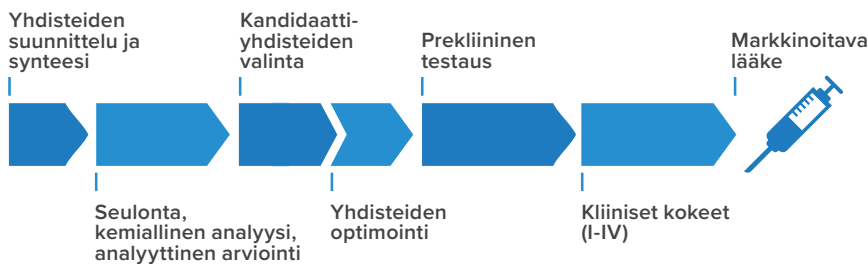 Yhdisteiden
suunnittelu ja
synteesi
Kandidaatti-
yhdisteiden
valinta
Prekliininen
testaus
Markkinoitava
lääke
Seulonta,
kemiallinen analyysi,
analyyttinen arviointi
Yhdisteiden
optimointi
Kliiniset kokeet
(I-IV)